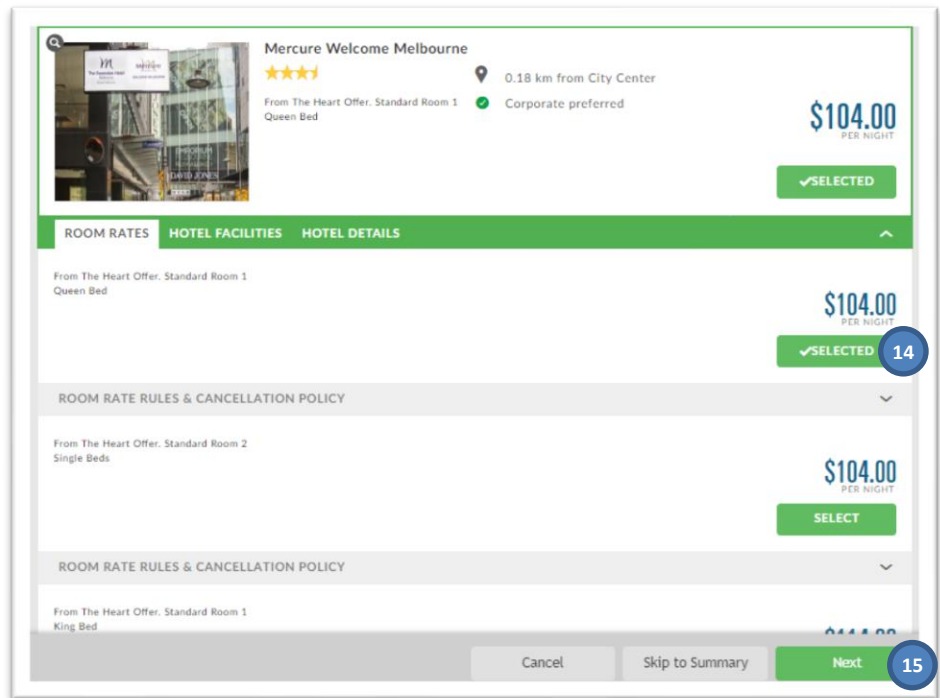 Mercure Welcome Melbourne
0.18 km from City Center
From The Heart Offer. Standard Room 1
Queen Bed
Corporate preferred
$104.00
PER NIGHT
✓SELECTED
DAVID JONES
ROOM RATES HOTEL FACILITIES HOTEL DETAILS
From The Heart Offer. Standard Room 1
Queen Bed
$104.00
PER NIGHT
✓SELECTED 14
ROOM RATE RULES & CANCELLATION POLICY
From The Heart Offer. Standard Room 2
Single Beds
$104.00
PER NIGHT
SELECT
ROOM RATE RULES & CANCELLATION POLICY
From The Heart Offer. Standard Room 1
King Bed
Cancel Skip to Summary Next 15